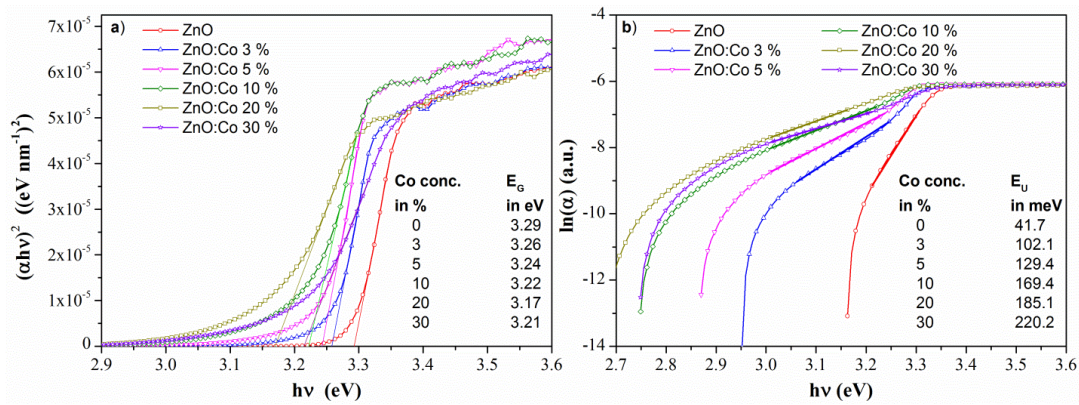 a)
ZnO
ZnO:Co 3 %
ZnO:Co 5 %
ZnO:Co 10 %
ZnO:Co 20 %
ZnO:Co 30 %
7x10⁻⁵
6x10⁻⁵
5x10⁻⁵
4x10⁻⁵
3x10⁻⁵
2x10⁻⁵
1x10⁻⁵
0
(αhν)² ((eV nm⁻¹)²)
Co conc. E_G
in % in eV
0 3.29
3 3.26
5 3.24
10 3.22
20 3.17
30 3.21
2.9 3.0 3.1 3.2 3.3 3.4 3.5 3.6
hν (eV)
b)
ZnO ZnO:Co 10 %
ZnO:Co 3 % ZnO:Co 20 %
ZnO:Co 5 % ZnO:Co 30 %
-4
-6
-8
-10
-12
-14
ln(α) (a.u.)
Co conc. E_U
in % in meV
0 41.7
3 102.1
5 129.4
10 169.4
20 185.1
30 220.2
2.7 2.8 2.9 3.0 3.1 3.2 3.3 3.4 3.5 3.6
hν (eV)